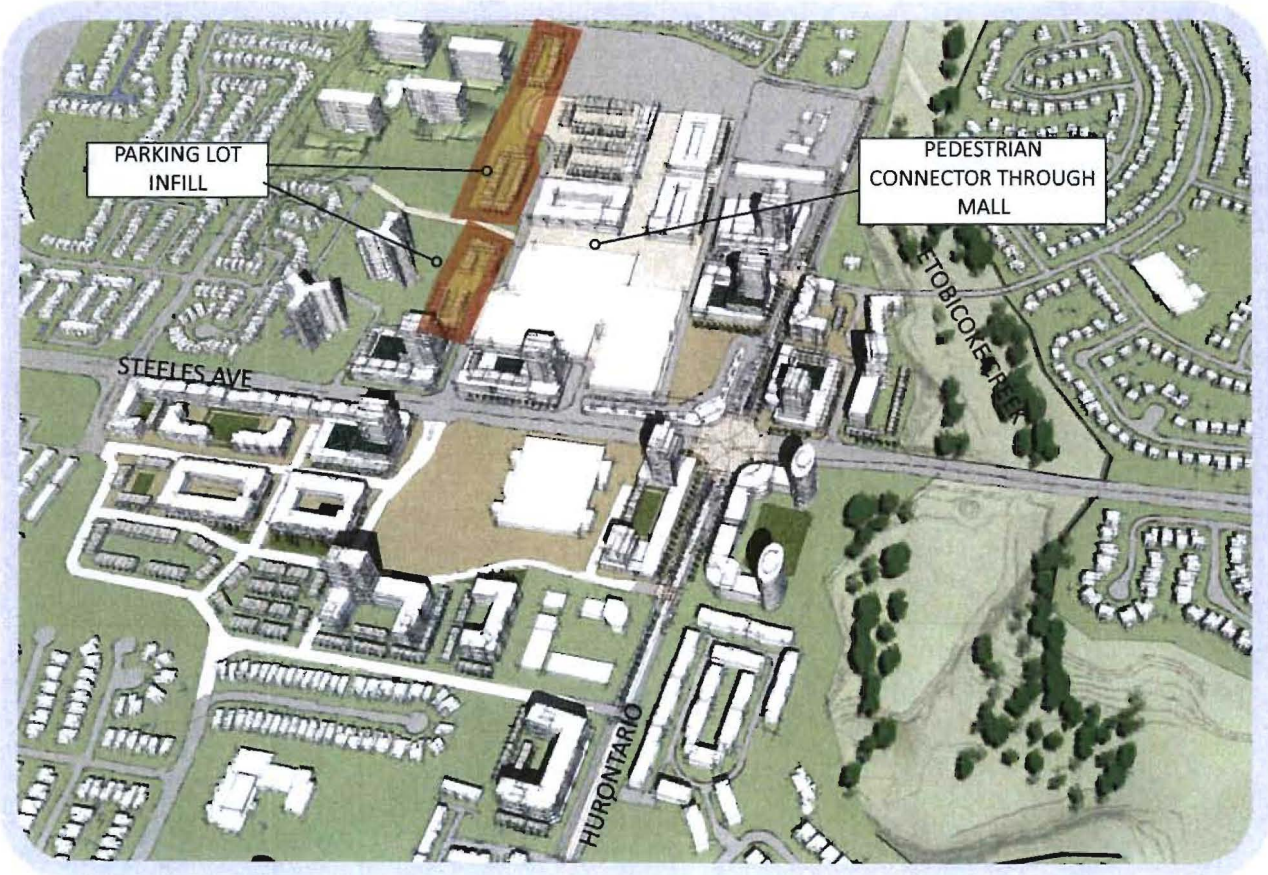 PARKING LOT
INFILL
PEDESTRIAN
CONNECTOR THROUGH
MALL
ETOBICOKE CREEK
STEELES AVE
HURONTARIO